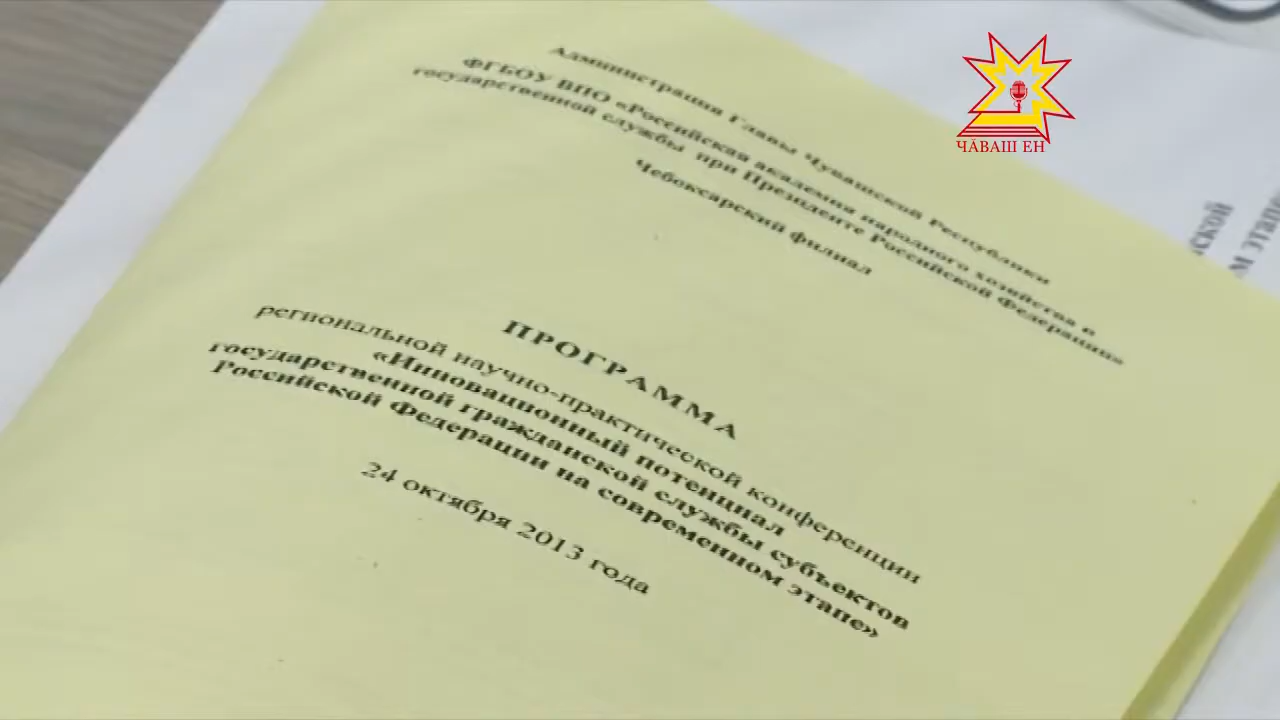 Администрация Главы Чувашской Республики
ФГБОУ ВПО «Российская академия народного хозяйства и
государственной службы при Президенте Российской Федерации»
Чебоксарский филиал
ПРОГРАММА
региональной научно-практической конференции
«Инновационный потенциал
государственной гражданской службы субъектов
Российской Федерации на современном этапе»
24 октября 2013 года
ЧӐВАШ ЕН